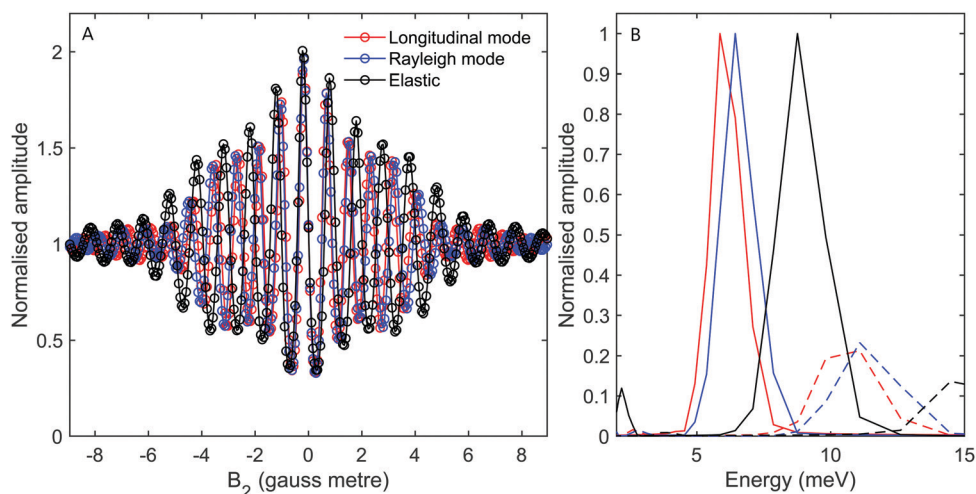 A
Longitudinal mode
Rayleigh mode
Elastic
2
1.5
1
0.5
0
Normalised amplitude
-8 -6 -4 -2 0 2 4 6 8
B2 (gauss metre)
B
1
0.9
0.8
0.7
0.6
0.5
0.4
0.3
0.2
0.1
0
Normalised amplitude
5 10 15
Energy (meV)